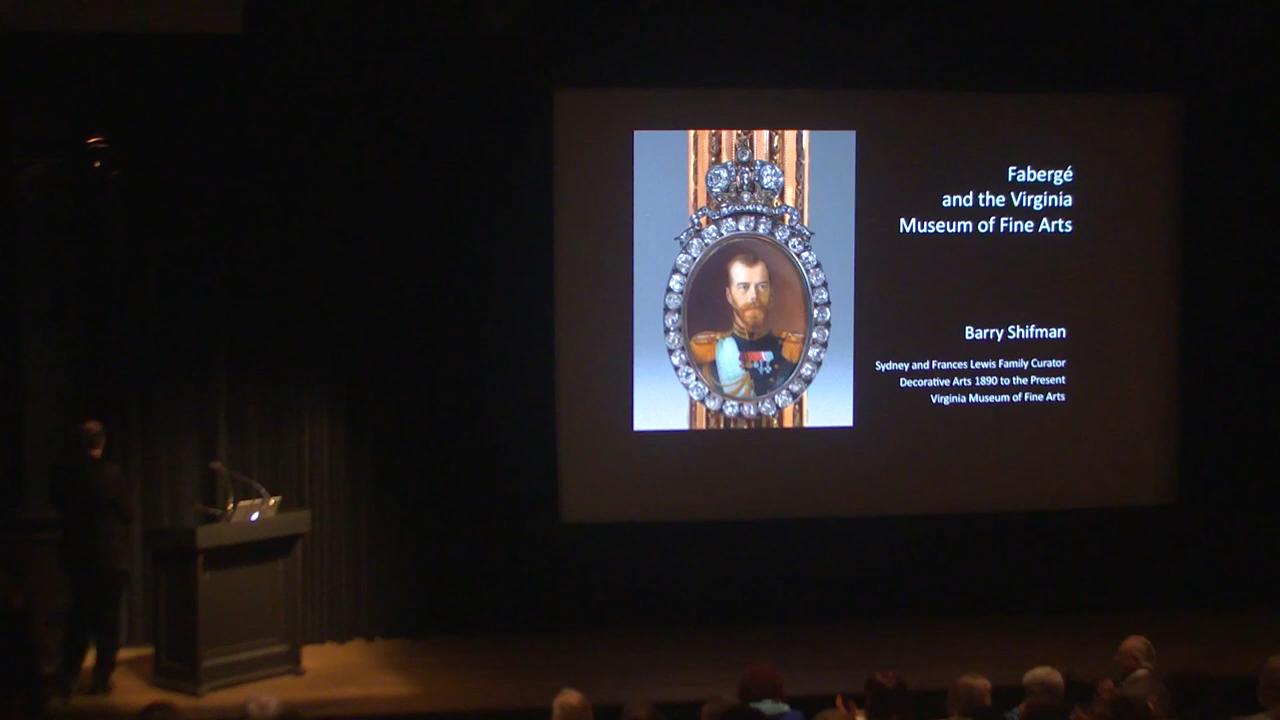 Fabergé
and the Virginia
Museum of Fine Arts
Barry Shifman
Sydney and Frances Lewis Family Curator
Decorative Arts 1890 to the Present
Virginia Museum of Fine Arts